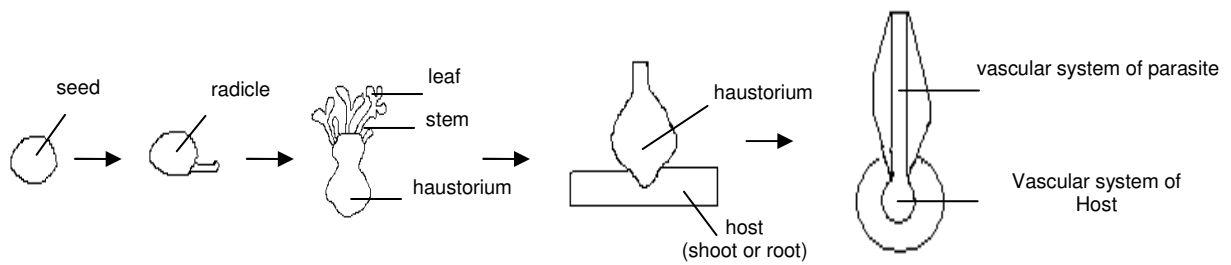 seed
radicle
leaf
stem
haustorium
haustorium
host
(shoot or root)
vascular system of parasite
Vascular system of
Host